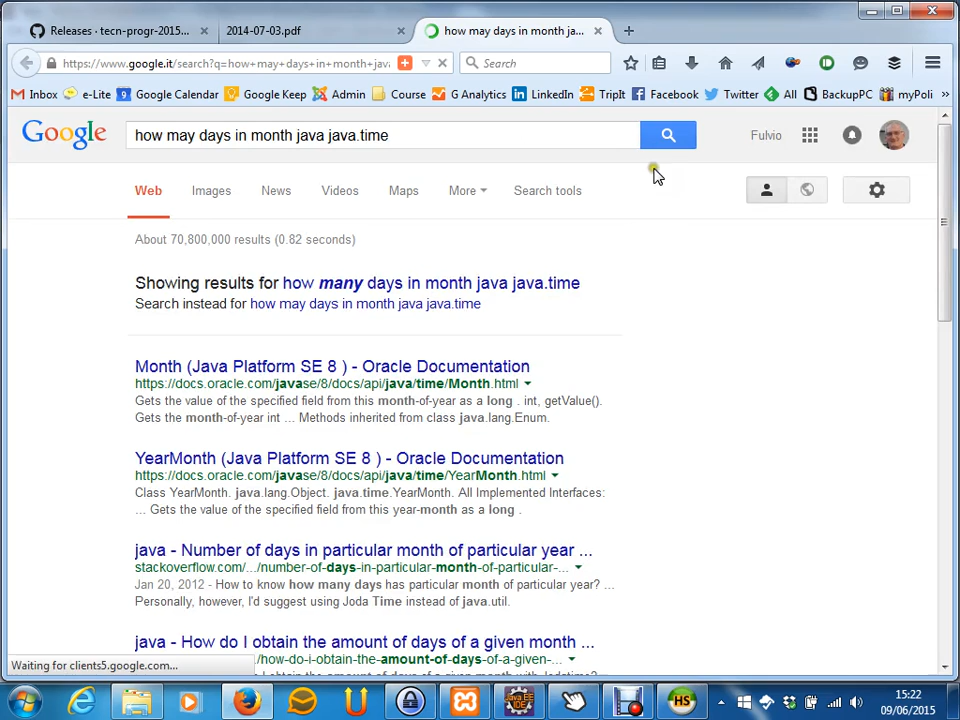 Releases · tecn-progr-2015...
2014-07-03.pdf
how may days in month ja...
https://www.google.it/search?q=how+may+days+in+month+java
Search
Inbox
e-Lite
Google Calendar
Google Keep
Admin
Course
G Analytics
LinkedIn
TripIt
Facebook
Twitter
All
BackupPC
myPoli
»
Google
how may days in month java java.time
Fulvio
Web
Images
News
Videos
Maps
More
Search tools
About 70,800,000 results (0.82 seconds)
Showing results for how many days in month java java.time
Search instead for how may days in month java java.time
Month (Java Platform SE 8 ) - Oracle Documentation
https://docs.oracle.com/javase/8/docs/api/java/time/Month.html
Gets the value of the specified field from this month-of-year as a long . int, getValue().
Gets the month-of-year int ... Methods inherited from class java.lang.Enum.
YearMonth (Java Platform SE 8 ) - Oracle Documentation
https://docs.oracle.com/javase/8/docs/api/java/time/YearMonth.html
Class YearMonth. java.lang.Object. java.time.YearMonth. All Implemented Interfaces:
... Gets the value of the specified field from this year-month as a long .
java - Number of days in particular month of particular year ...
stackoverflow.com/.../number-of-days-in-particular-month-of-particular-...
Jan 20, 2012 - How to know how many days has particular month of particular year? ...
Personally, however, I'd suggest using Joda Time instead of java.util.
java - How do I obtain the amount of days of a given month ...
/how-do-i-obtain-the-amount-of-days-of-a-given-...
Waiting for clients5.google.com...
Java EE
IDE
HS
15:22
09/06/2015